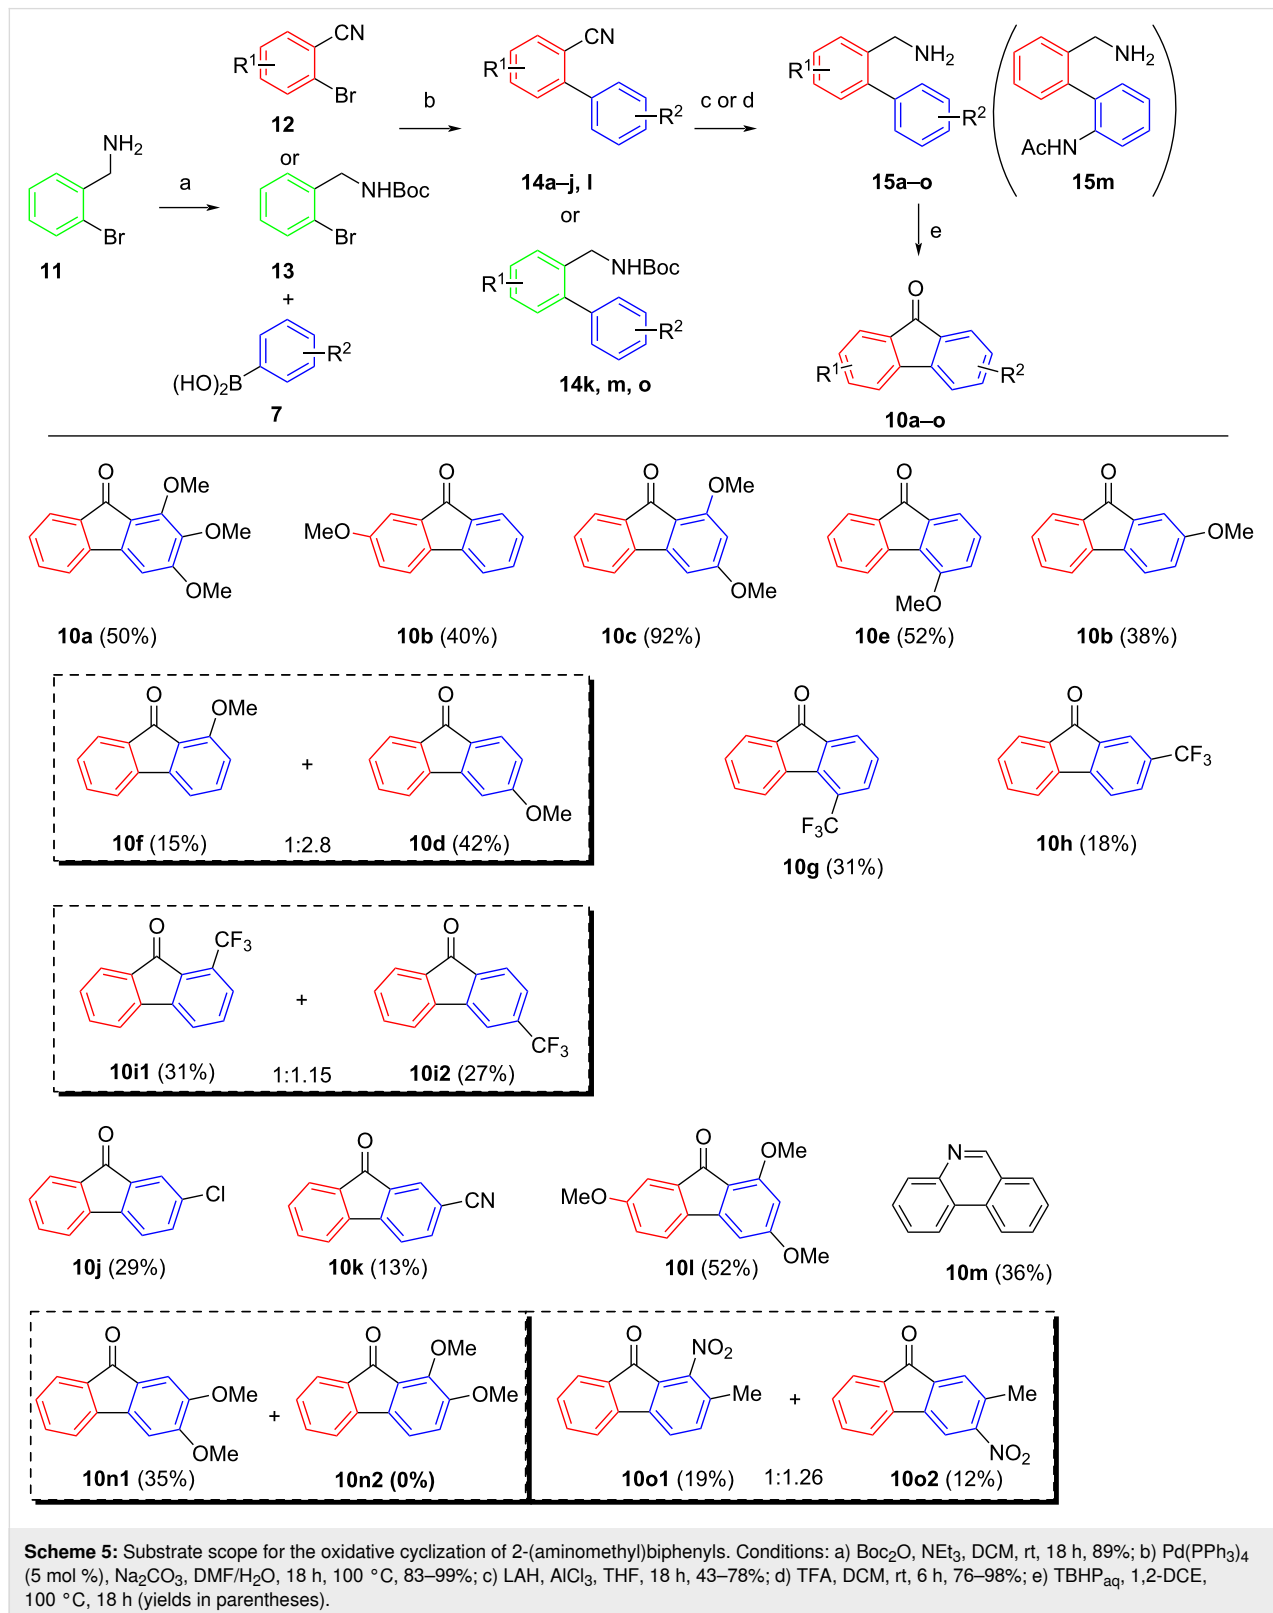 CN
R¹
Br
12
or
NH₂
Br
11
a
NHBoc
Br
13
+
(HO)₂B
R²
7
b
CN
R¹
R²
14a–j, l
or
R¹
NHBoc
R²
14k, m, o
c or d
NH₂
R¹
R²
15a–o
NH₂
AcHN
15m
e
O
R¹
R²
10a–o
O
OMe
OMe
OMe
10a (50%)
O
MeO
10b (40%)
O
OMe
OMe
10c (92%)
O
MeO
10e (52%)
O
OMe
10b (38%)
O
OMe
10f (15%)
+
1:2.8
O
OMe
10d (42%)
O
F₃C
10g (31%)
O
CF₃
10h (18%)
O
CF₃
10i1 (31%)
+
1:1.15
O
CF₃
10i2 (27%)
O
Cl
10j (29%)
O
CN
10k (13%)
O
OMe
MeO
OMe
10l (52%)
N
10m (36%)
O
OMe
OMe
10n1 (35%)
+
O
OMe
OMe
10n2 (0%)
O
NO₂
Me
10o1 (19%)
+
1:1.26
O
Me
NO₂
10o2 (12%)
Scheme 5: Substrate scope for the oxidative cyclization of 2-(aminomethyl)biphenyls. Conditions: a) Boc₂O, NEt₃, DCM, rt, 18 h, 89%; b) Pd(PPh₃)₄
(5 mol %), Na₂CO₃, DMF/H₂O, 18 h, 100 °C, 83–99%; c) LAH, AlCl₃, THF, 18 h, 43–78%; d) TFA, DCM, rt, 6 h, 76–98%; e) TBHPaq, 1,2-DCE,
100 °C, 18 h (yields in parentheses).